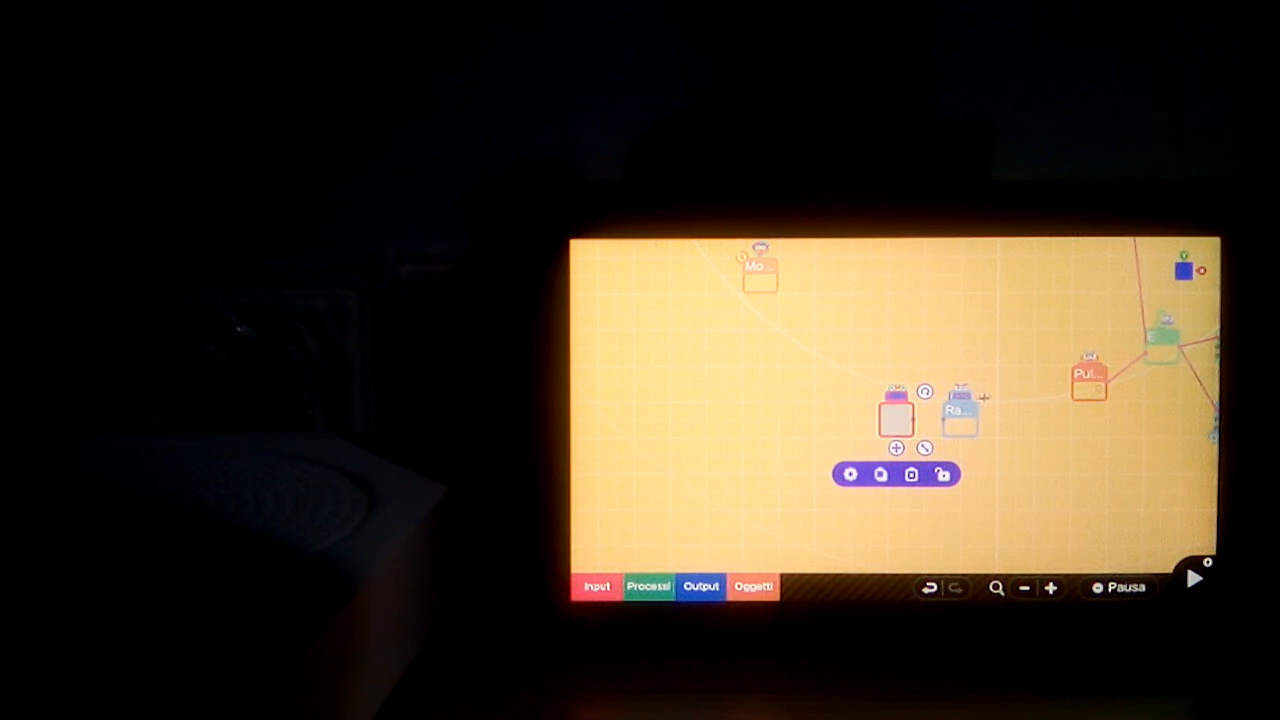 Mo...
Pul...
Ra...
Input Processi Output Oggetti
Pausa